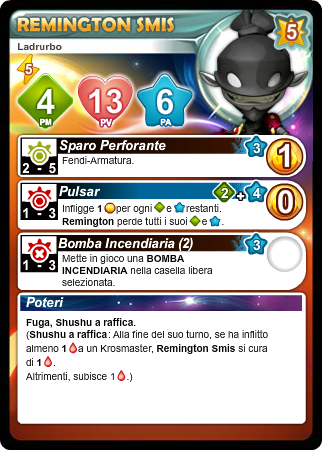 REMINGTON SMIS
Ladrurbo
5
5
4
PM
13
PV
6
PA
Sparo Perforante
3
1
Fendi-Armatura.
2 - 5
Pulsar
2 + 4
0
Infligge 1 per ogni e restanti.
Remington perde tutti i suoi e .
1 - 3
Bomba Incendiaria (2)
3
Mette in gioco una BOMBA
INCENDIARIA nella casella libera
selezionata.
1 - 3
Poteri
Fuga, Shushu a raffica.
(Shushu a raffica: Alla fine del suo turno, se ha inflitto
almeno 1 a un Krosmaster, Remington Smis si cura
di 1 .
Altrimenti, subisce 1 .)